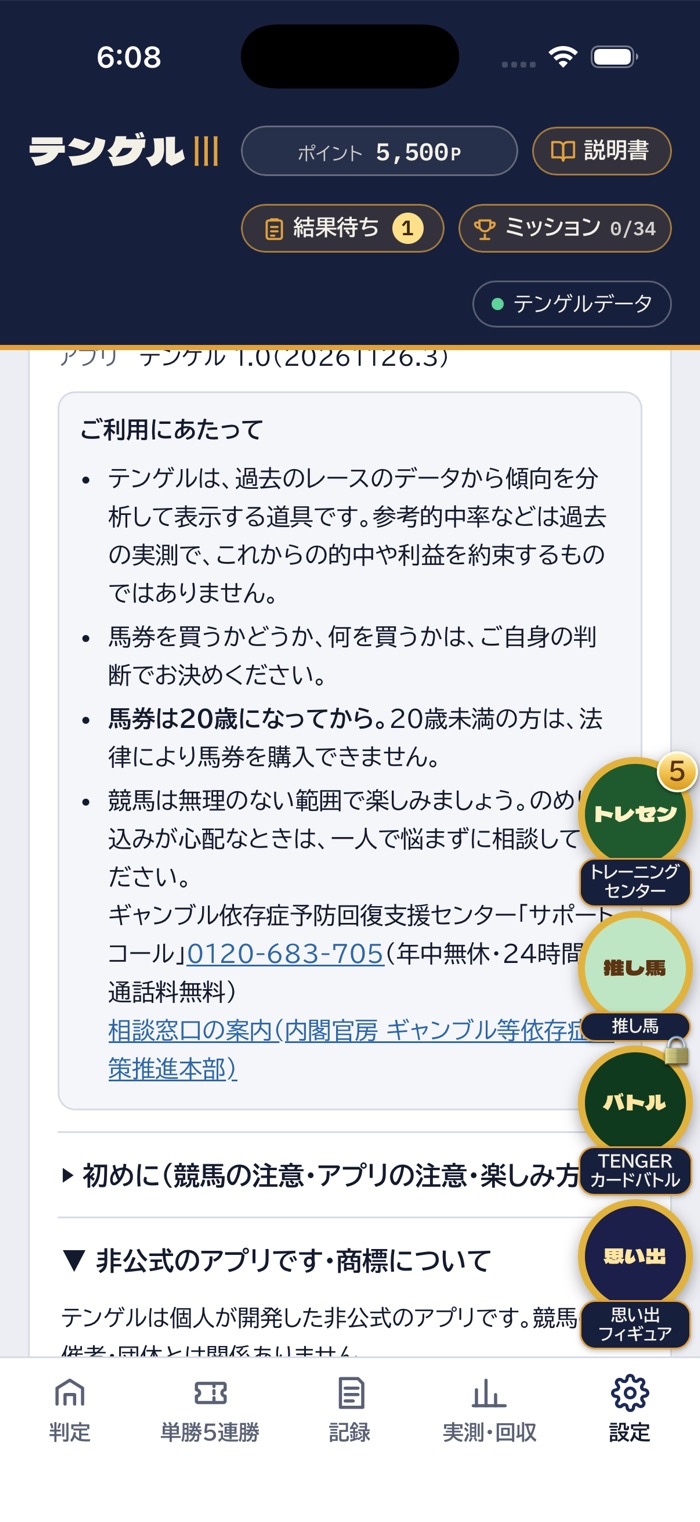 6:08
テンゲル
ポイント 5,500P
説明書
結果待ち 1
ミッション 0/34
テンゲルデータ
アプリ テンゲル 1.0(20261126.3)
ご利用にあたって
• テンゲルは、過去のレースのデータから傾向を分
析して表示する道具です。参考的中率などは過去
の実測で、これからの的中や利益を約束するもの
ではありません。
• 馬券を買うかどうか、何を買うかは、ご自身の判
断でお決めください。
• 馬券は20歳になってから。20歳未満の方は、法
律により馬券を購入できません。
• 競馬は無理のない範囲で楽しみましょう。のめ
込みが心配なときは、一人で悩まずに相談して
ださい。
ギャンブル依存症予防回復支援センター「サポート
コール」0120-683-705(年中無休・24時間
通話料無料)
相談窓口の案内(内閣官房 ギャンブル等依存症
策推進本部)
▶ 初めに(競馬の注意・アプリの注意・楽しみ方
▼ 非公式のアプリです・商標について
テンゲルは個人が開発した非公式のアプリです。競馬
催者・団体とは関係ありません
5
トレセン
トレーニング
センター
推し馬
推し馬
バトル
TENGER
カードバトル
思い出
思い出
フィギュア
判定
単勝5連勝
記録
実測・回収
設定